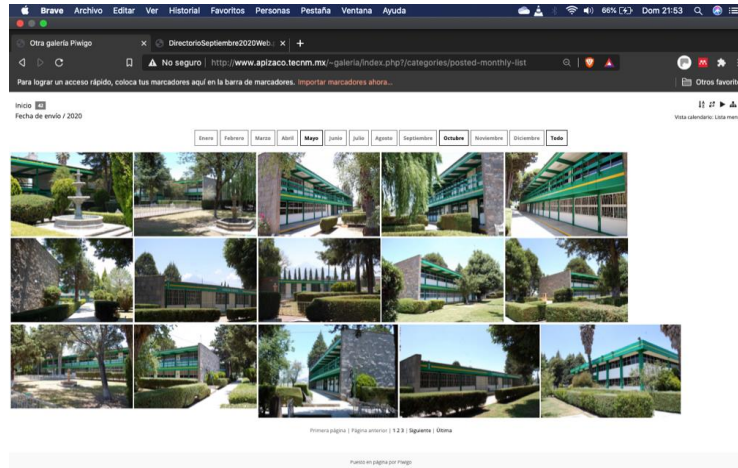 Brave Archivo Editar Ver Historial Favoritos Personas Pestaña Ventana Ayuda 66% Dom 21:53
Otra galería Piwigo DirectorioSeptiembre2020Web.
No seguro http://www.apizaco.tecnm.mx/~galeria/index.php?/categories/posted-monthly-list
Para lograr un acceso rápido, coloca tus marcadores aquí en la barra de marcadores. Importar marcadores ahora... Otros favorit
Inicio 42
Fecha de envío / 2020
Vista calendario: Lista men
Enero Febrero Marzo Abril Mayo Junio Julio Agosto Septiembre Octubre Noviembre Diciembre Todo
Primera página | Página anterior | 1 2 3 | Siguiente | Última
Puesto en página por Piwigo